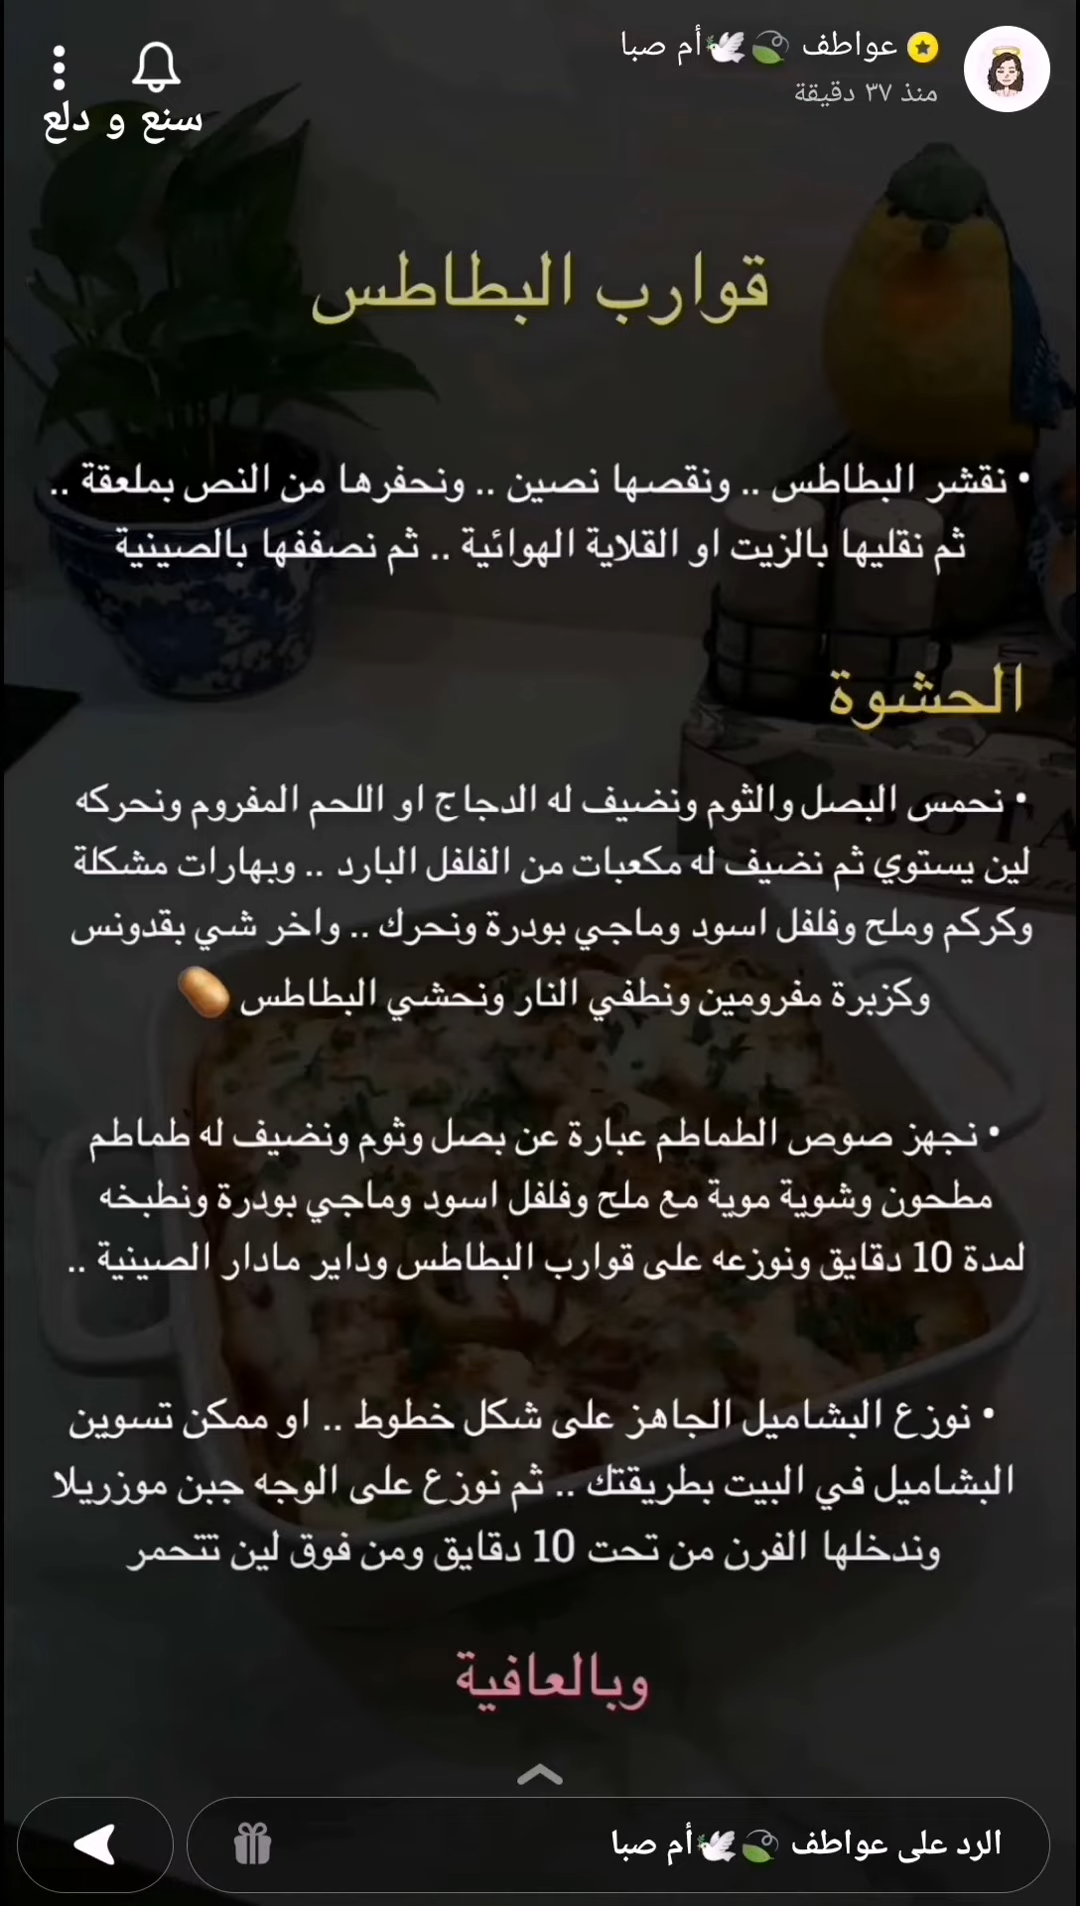 عواطف 🍃🕊️أم صبا
منذ ٣٧ دقيقة
سنع و دلع
قوارب البطاطس
• نقشر البطاطس .. ونقصها نصين .. ونحفرها من النص بملعقة ..
ثم نقليها بالزيت او القلاية الهوائية .. ثم نصففها بالصينية
الحشوة
• نحمس البصل والثوم ونضيف له الدجاج او اللحم المفروم ونحركه
لين يستوي ثم نضيف له مكعبات من الفلفل البارد .. وبهارات مشكلة
وكركم وملح وفلفل اسود وماجي بودرة ونحرك .. واخر شي بقدونس
وكزبرة مفرومين ونطفي النار ونحشي البطاطس 🥔
• نجهز صوص الطماطم عبارة عن بصل وثوم ونضيف له طماطم
مطحون وشوية موية مع ملح وفلفل اسود وماجي بودرة ونطبخه
لمدة 10 دقايق ونوزعه على قوارب البطاطس وداير مادار الصينية ..
• نوزع البشاميل الجاهز على شكل خطوط .. او ممكن تسوين
البشاميل في البيت بطريقتك .. ثم نوزع على الوجه جبن موزريلا
وندخلها الفرن من تحت 10 دقايق ومن فوق لين تتحمر
وبالعافية
الرد على عواطف 🍃🕊️أم صبا